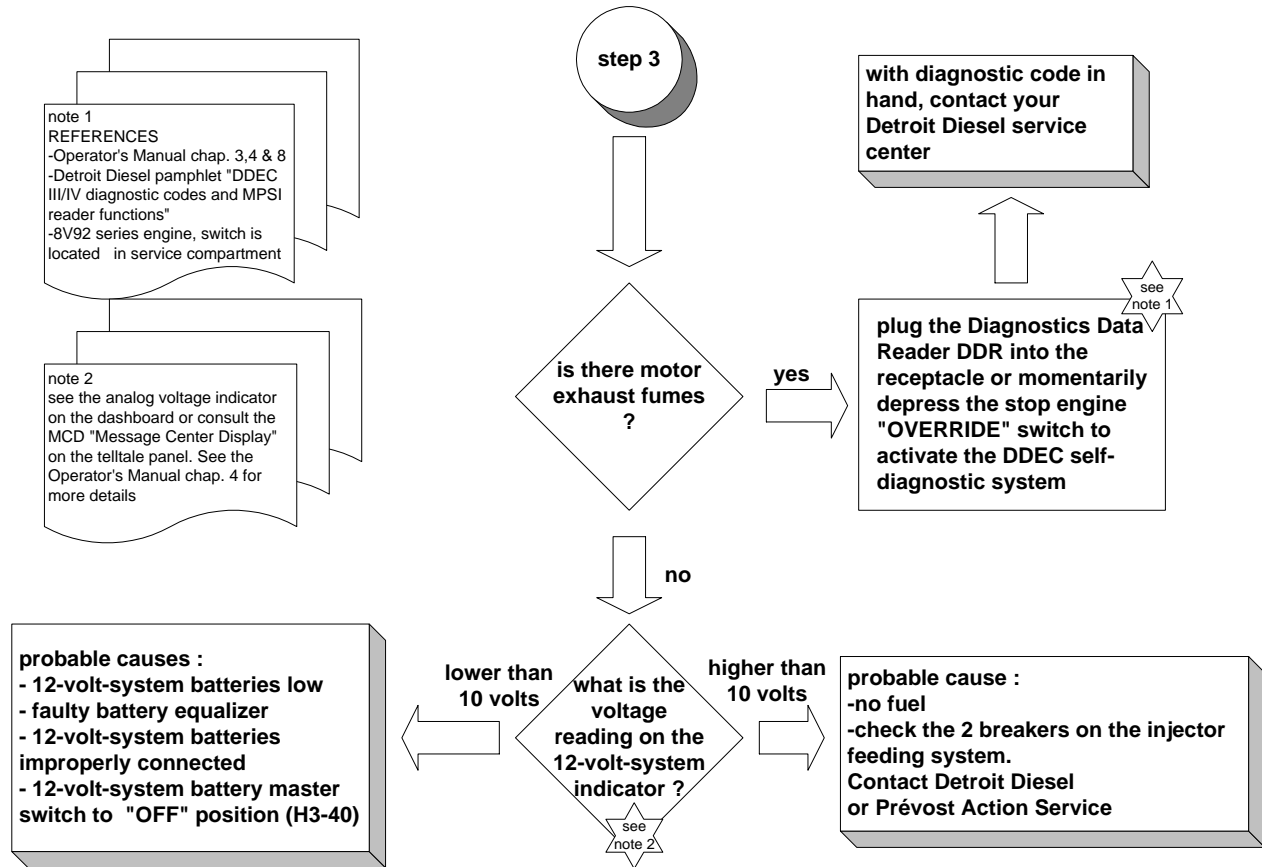 step 3
with diagnostic code in
hand, contact your
Detroit Diesel service
center
note 1
REFERENCES
-Operator's Manual chap. 3,4 & 8
-Detroit Diesel pamphlet "DDEC
III/IV diagnostic codes and MPSI
reader functions"
-8V92 series engine, switch is
located   in service compartment
see
note 1
is there motor
exhaust fumes
?
yes
plug the Diagnostics Data
Reader DDR into the
receptacle or momentarily
depress the stop engine
"OVERRIDE" switch to
activate the DDEC self-
diagnostic system
note 2
see the analog voltage indicator
on the dashboard or consult the
MCD "Message Center Display"
on the telltale panel. See the
Operator's Manual chap. 4 for
more details
no
probable causes :
- 12-volt-system batteries low
- faulty battery equalizer
- 12-volt-system batteries
improperly connected
- 12-volt-system battery master
switch to  "OFF" position (H3-40)
lower than
10 volts
what is the
voltage
reading on the
12-volt-system
indicator ?
see
note 2
higher than
10 volts
probable cause :
-no fuel
-check the 2 breakers on the injector
feeding system.
Contact Detroit Diesel
or Prévost Action Service